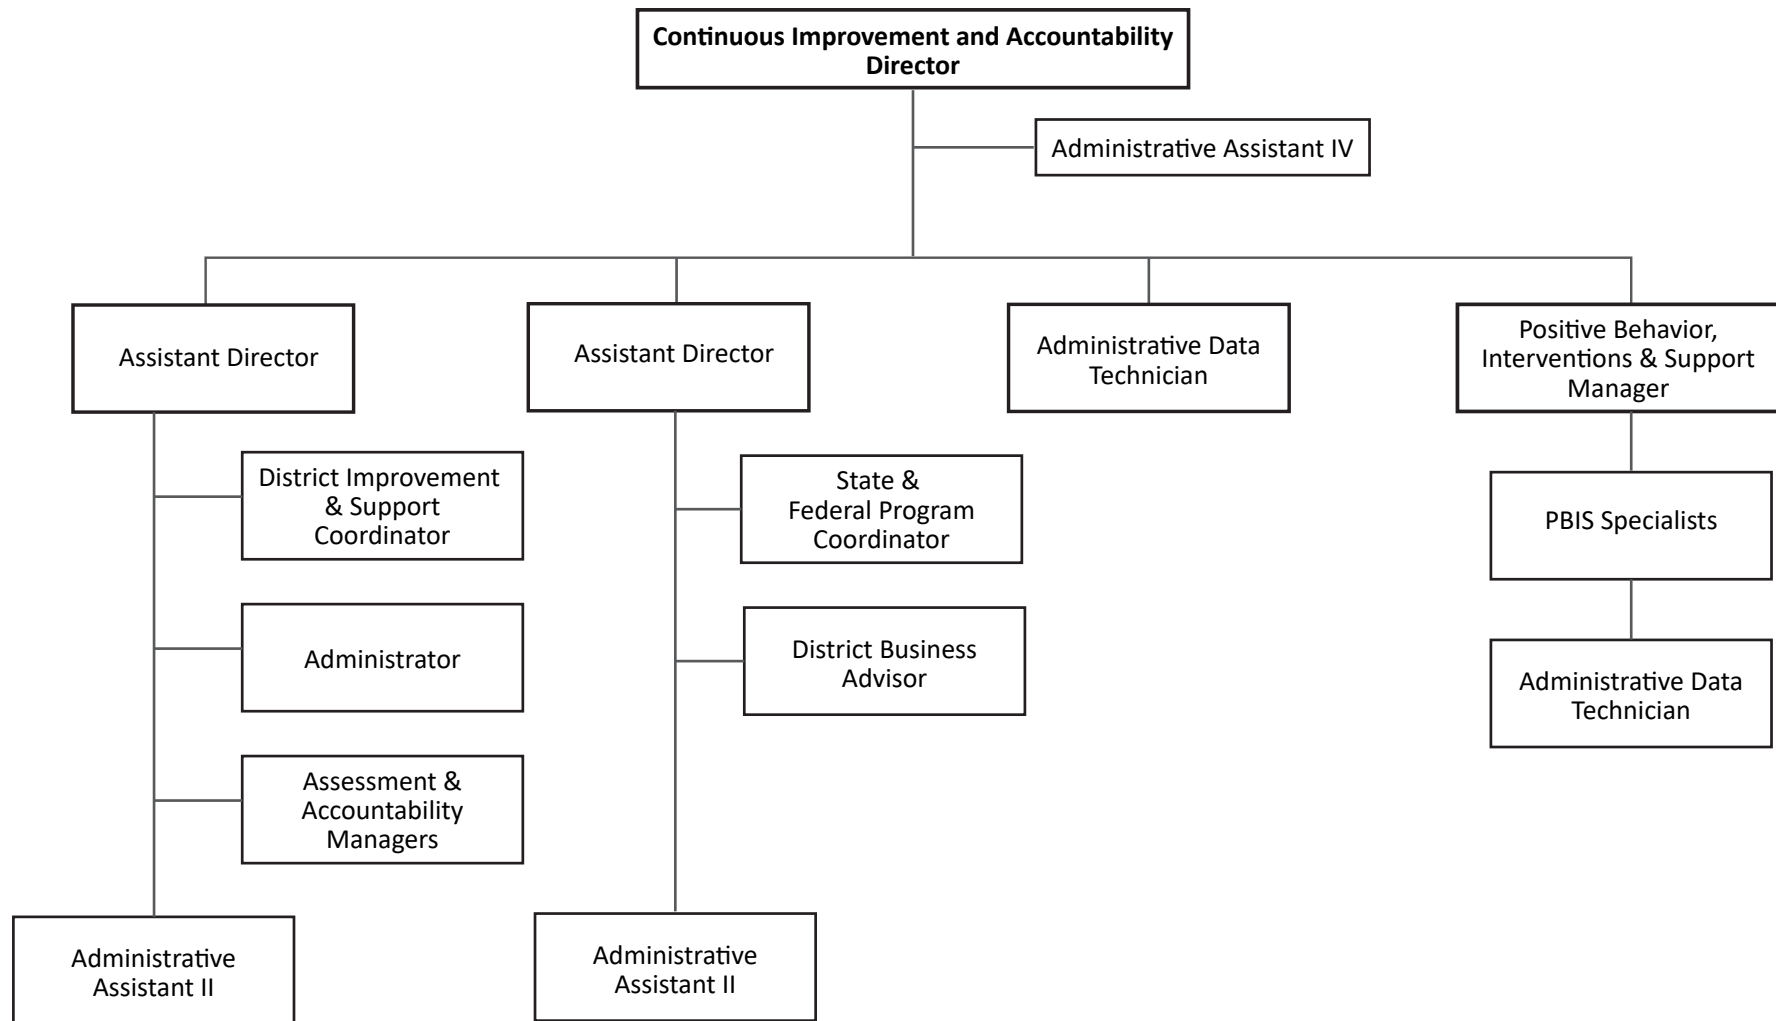 Continuous Improvement and Accountability
Director
Administrative Assistant IV
Assistant Director
Assistant Director
Administrative Data
Technician
Positive Behavior,
Interventions & Support
Manager
District Improvement
& Support
Coordinator
State &
Federal Program
Coordinator
PBIS Specialists
Administrator
District Business
Advisor
Administrative Data
Technician
Assessment &
Accountability
Managers
Administrative
Assistant II
Administrative
Assistant II